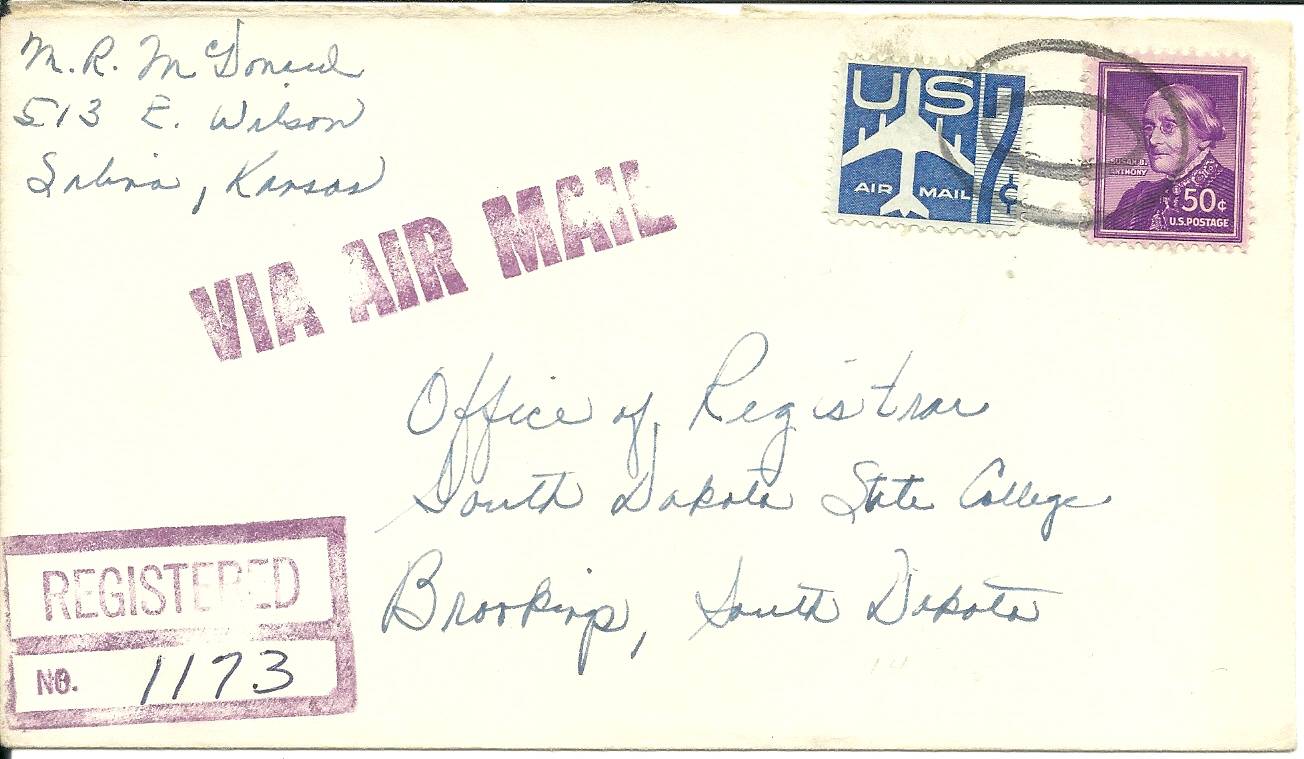 M. R. McDonald
513 E. Wilson
Salina, Kansas
VIA AIR MAIL
US 7¢
AIR MAIL
SUSAN B.
ANTHONY
50¢
U.S. POSTAGE
Office of Registrar
South Dakota State College
Brookings, South Dakota
REGISTERED
NO. 1173